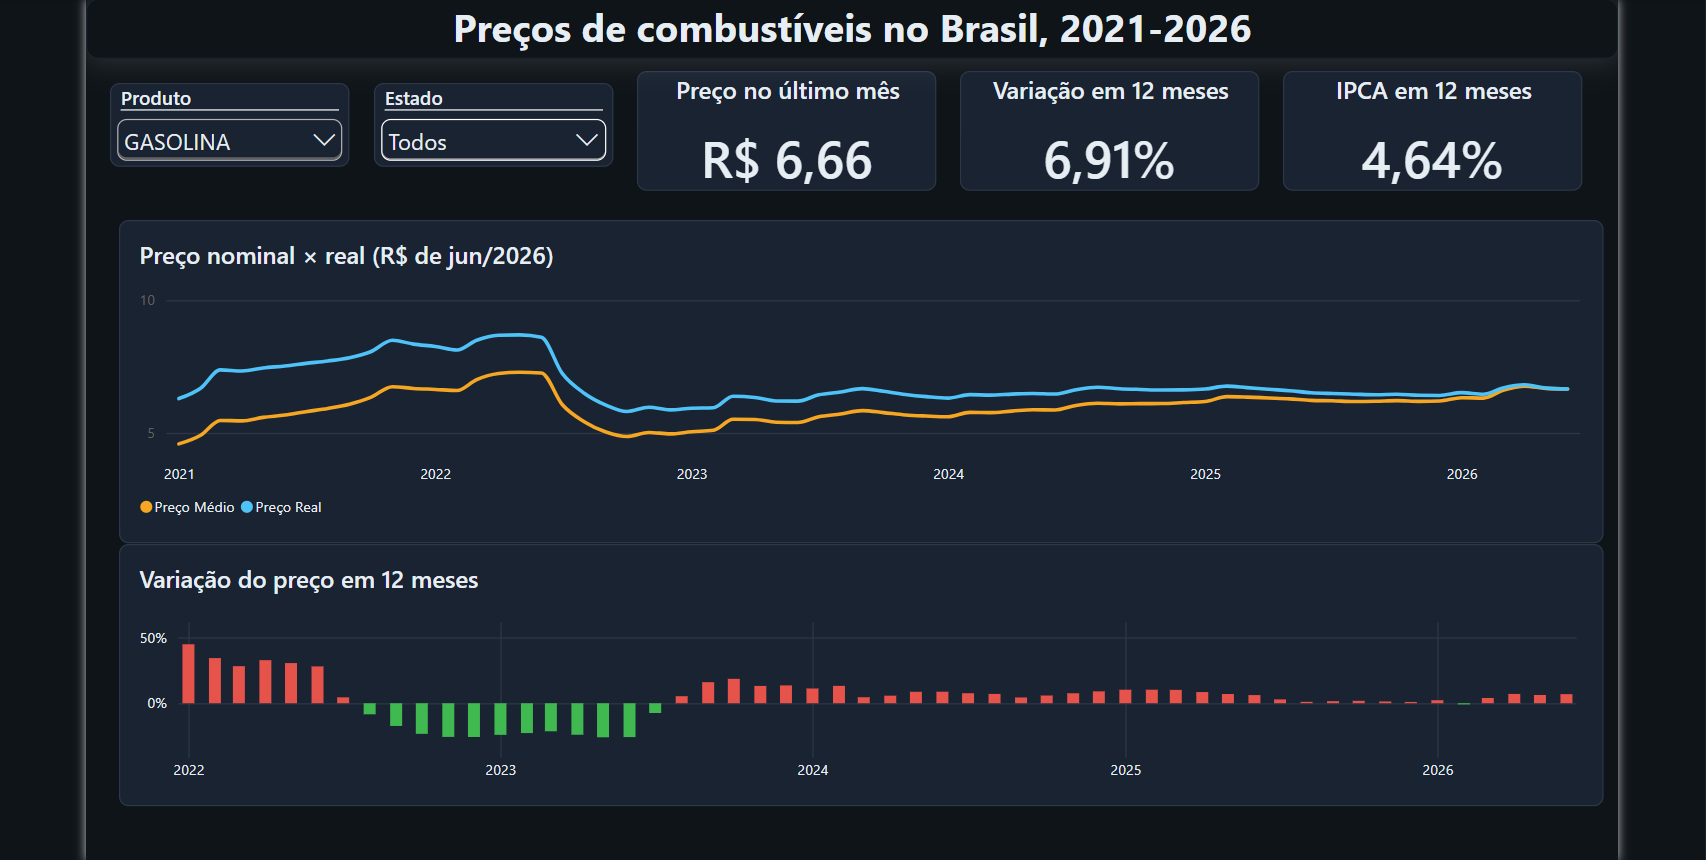 Preços de combustíveis no Brasil, 2021-2026
Produto
GASOLINA
Estado
Todos
Preço no último mês
R$ 6,66
Variação em 12 meses
6,91%
IPCA em 12 meses
4,64%
Preço nominal × real (R$ de jun/2026)
10
5
2021 2022 2023 2024 2025 2026
Preço Médio Preço Real
Variação do preço em 12 meses
50%
0%
2022 2023 2024 2025 2026